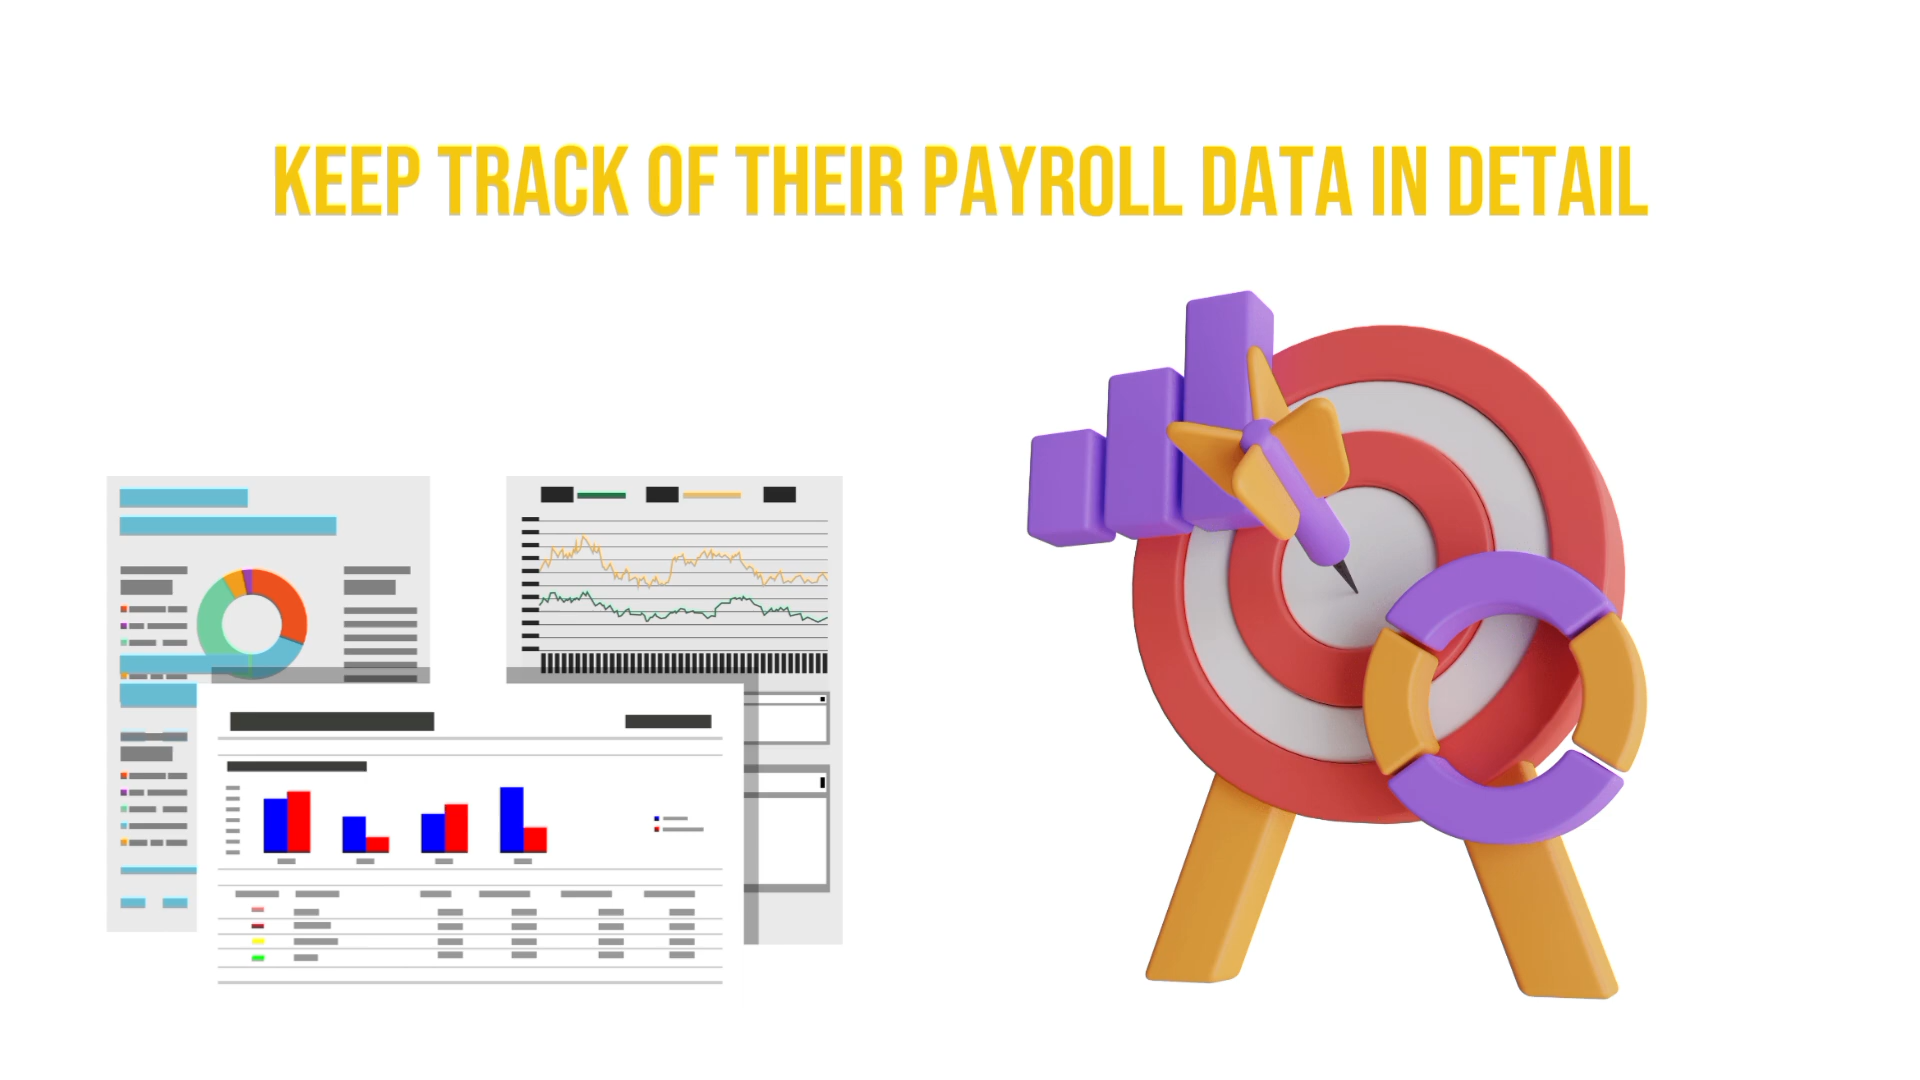 KEEP TRACK OF THEIR PAYROLL DATA IN DETAIL